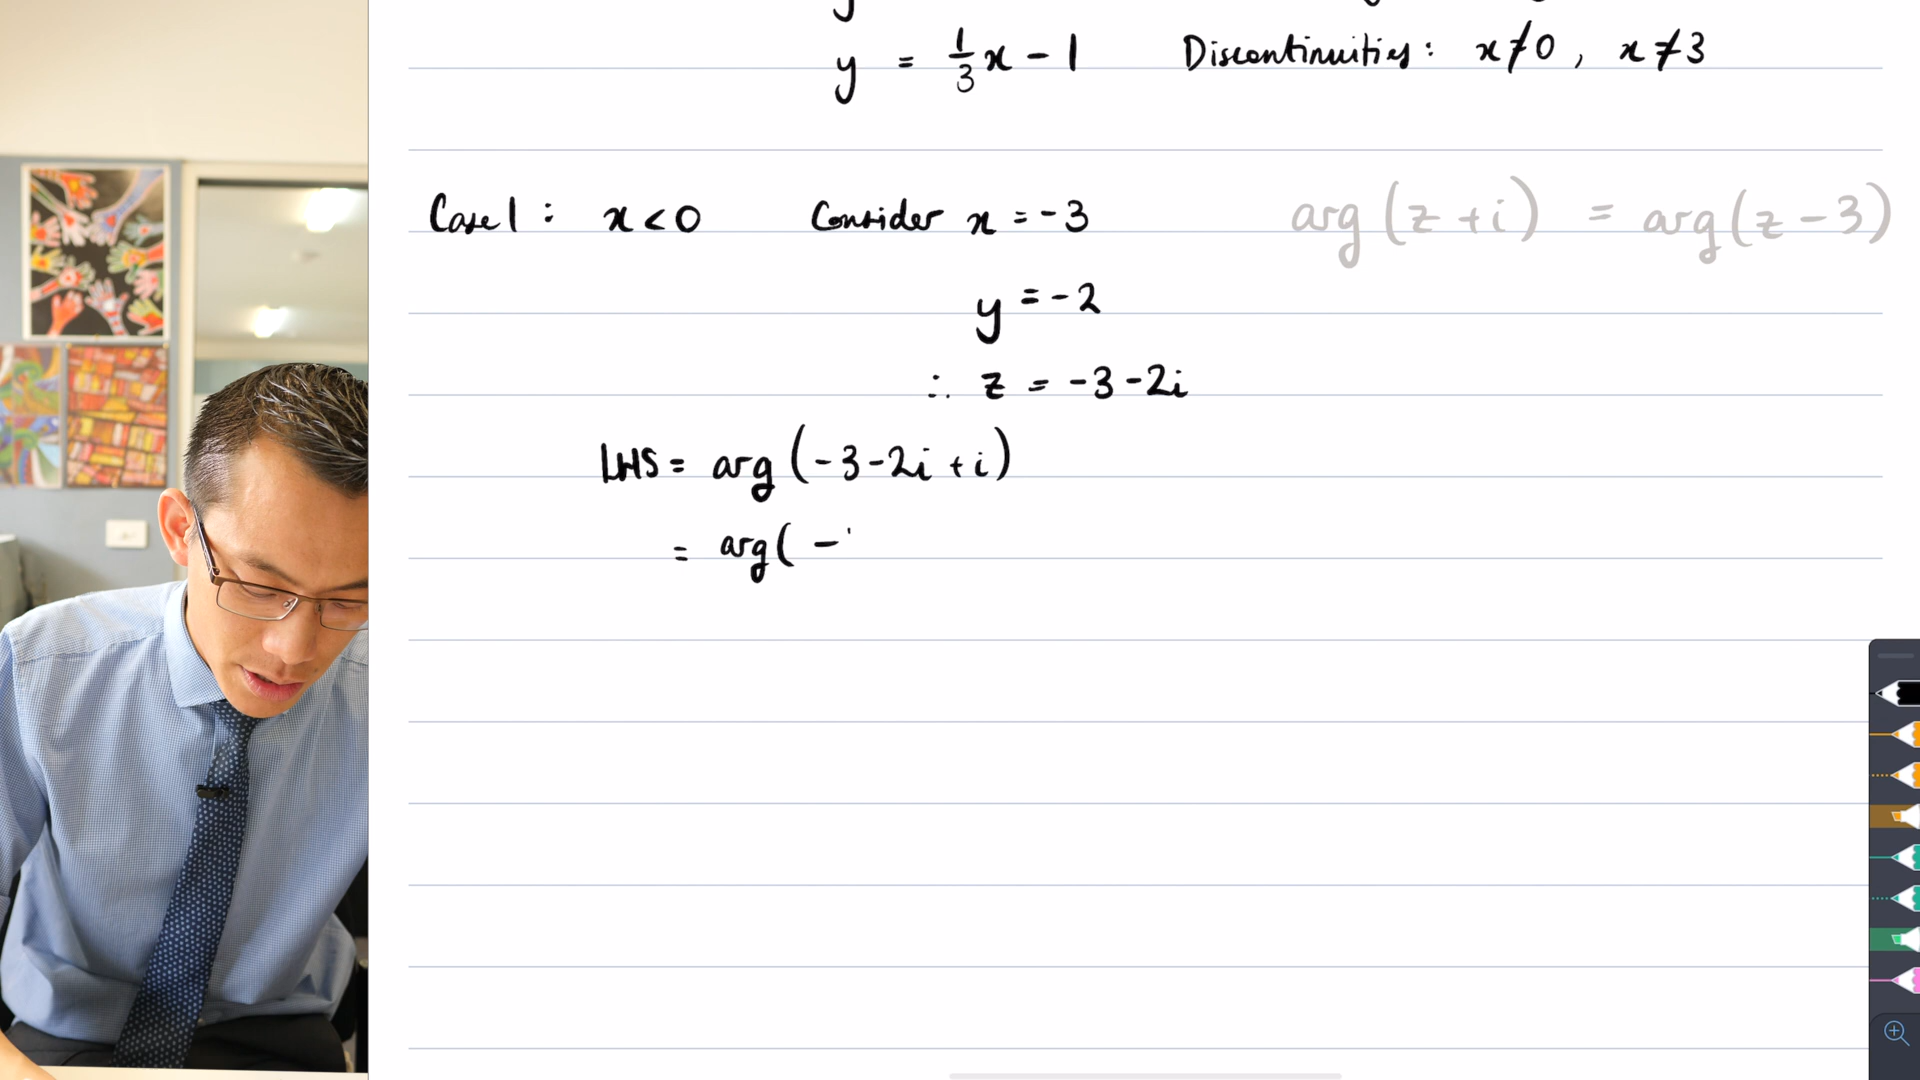 y = 1/3 x - 1 Discontinuities: x≠0, x≠3
Case 1: x<0 Consider x = -3 arg(z+i) = arg(z-3)
y = -2
∴ z = -3-2i
LHS = arg(-3-2i+i)
= arg( -